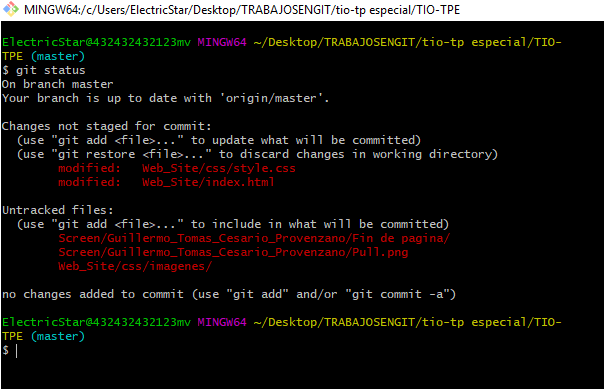 MINGW64:/c/Users/ElectricStar/Desktop/TRABAJOSENGIT/tio-tp especial/TIO-TPE
ElectricStar@432432432123mv MINGW64 ~/Desktop/TRABAJOSENGIT/tio-tp especial/TIO-
TPE (master)
$ git status
On branch master
Your branch is up to date with 'origin/master'.
Changes not staged for commit:
(use "git add <file>..." to update what will be committed)
(use "git restore <file>..." to discard changes in working directory)
modified:   Web_Site/css/style.css
modified:   Web_Site/index.html
Untracked files:
(use "git add <file>..." to include in what will be committed)
Screen/Guillermo_Tomas_Cesario_Provenzano/Fin de pagina/
Screen/Guillermo_Tomas_Cesario_Provenzano/Pull.png
Web_Site/css/imagenes/
no changes added to commit (use "git add" and/or "git commit -a")
ElectricStar@432432432123mv MINGW64 ~/Desktop/TRABAJOSENGIT/tio-tp especial/TIO-
TPE (master)
$